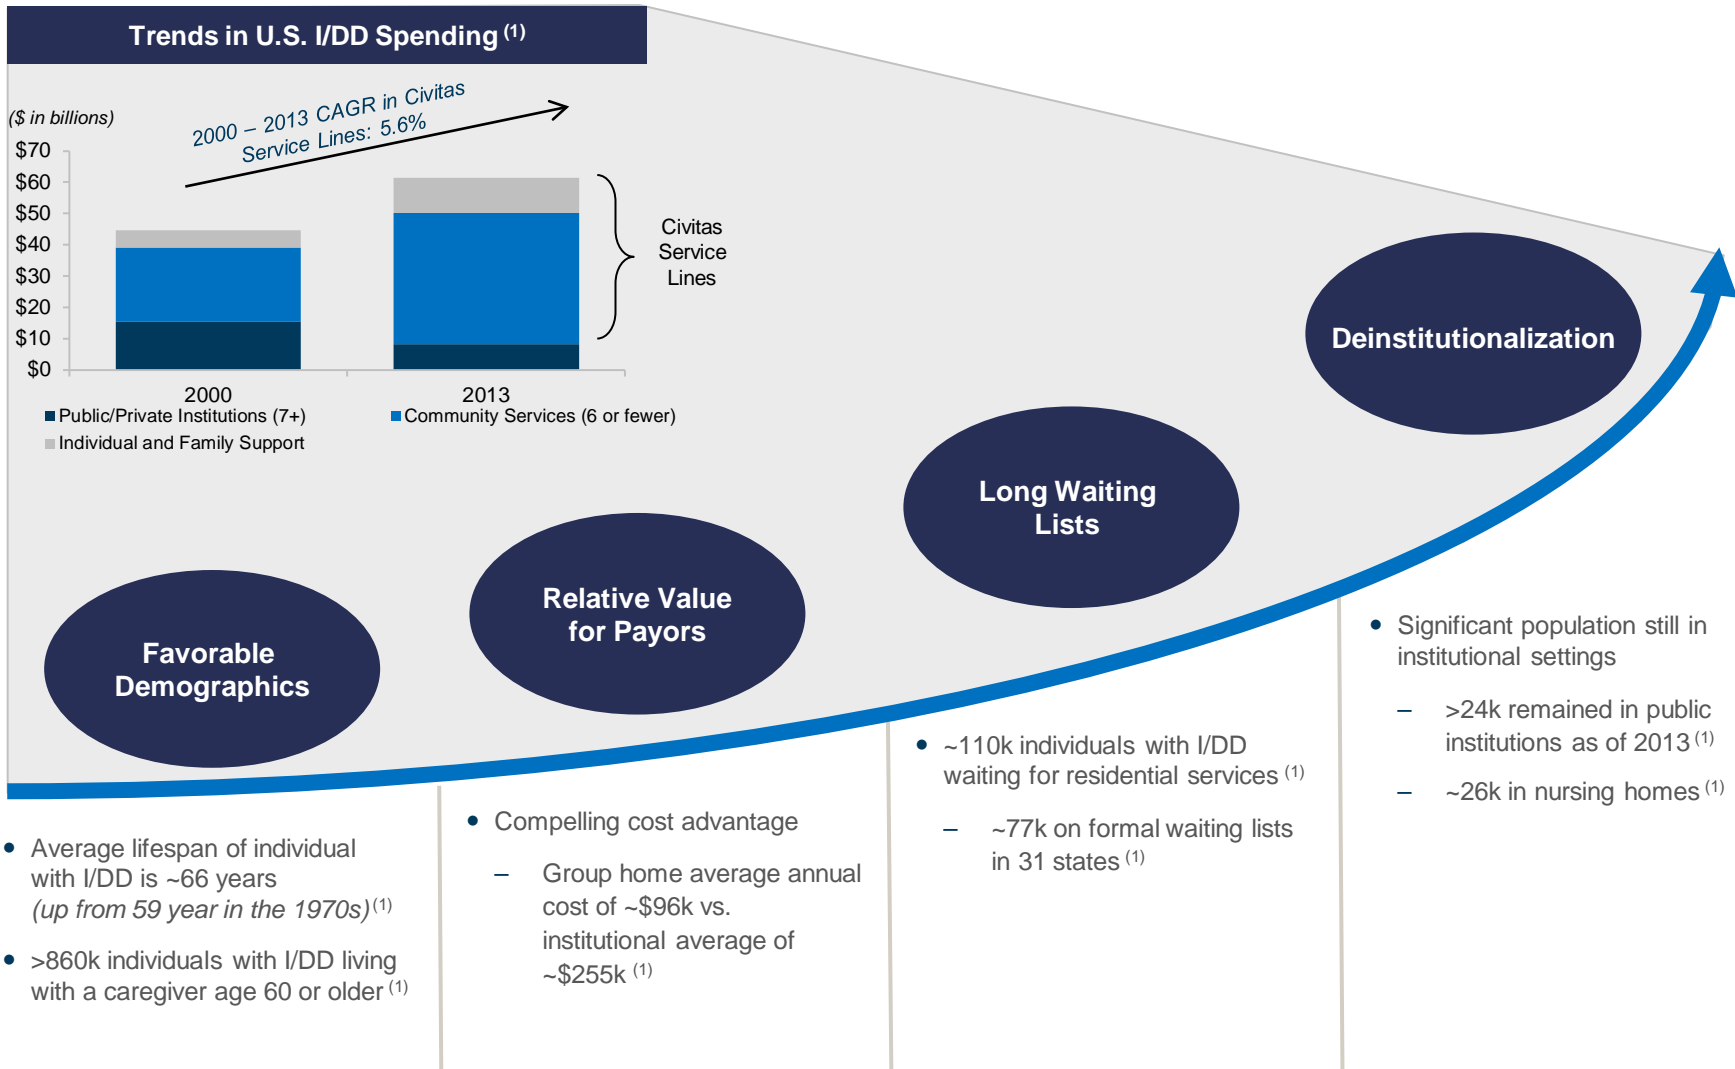 Trends in U.S. I/DD Spending (1)
($ in billions)
2000 – 2013 CAGR in Civitas
Service Lines: 5.6%
$70
$60
$50
$40
$30
$20
$10
$0
2000
2013
Civitas
Service
Lines
Public/Private Institutions (7+)
Community Services (6 or fewer)
Individual and Family Support
Favorable
Demographics
Relative Value
for Payors
Long Waiting
Lists
Deinstitutionalization
• Average lifespan of individual
with I/DD is ~66 years
(up from 59 year in the 1970s) (1)
• >860k individuals with I/DD living
with a caregiver age 60 or older (1)
• Compelling cost advantage
– Group home average annual
cost of ~$96k vs.
institutional average of
~$255k (1)
• ~110k individuals with I/DD
waiting for residential services (1)
– ~77k on formal waiting lists
in 31 states (1)
• Significant population still in
institutional settings
– >24k remained in public
institutions as of 2013 (1)
– ~26k in nursing homes (1)